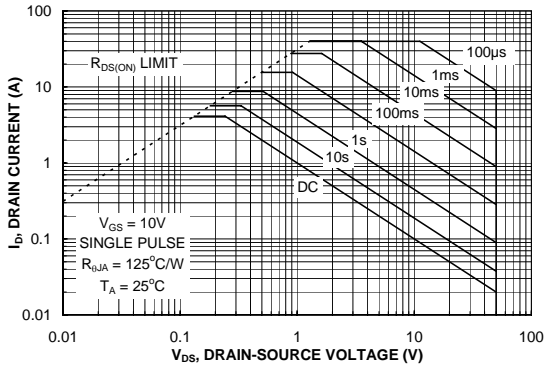 100
100µs
R_DS(ON) LIMIT
1ms
10
10ms
100ms
1s
1
10s
DC
V_GS = 10V
SINGLE PULSE
0.1
R_θJA = 125°C/W
T_A = 25°C
0.01
0.01
0.1
1
10
100
I_D, DRAIN CURRENT (A)
V_DS, DRAIN-SOURCE VOLTAGE (V)